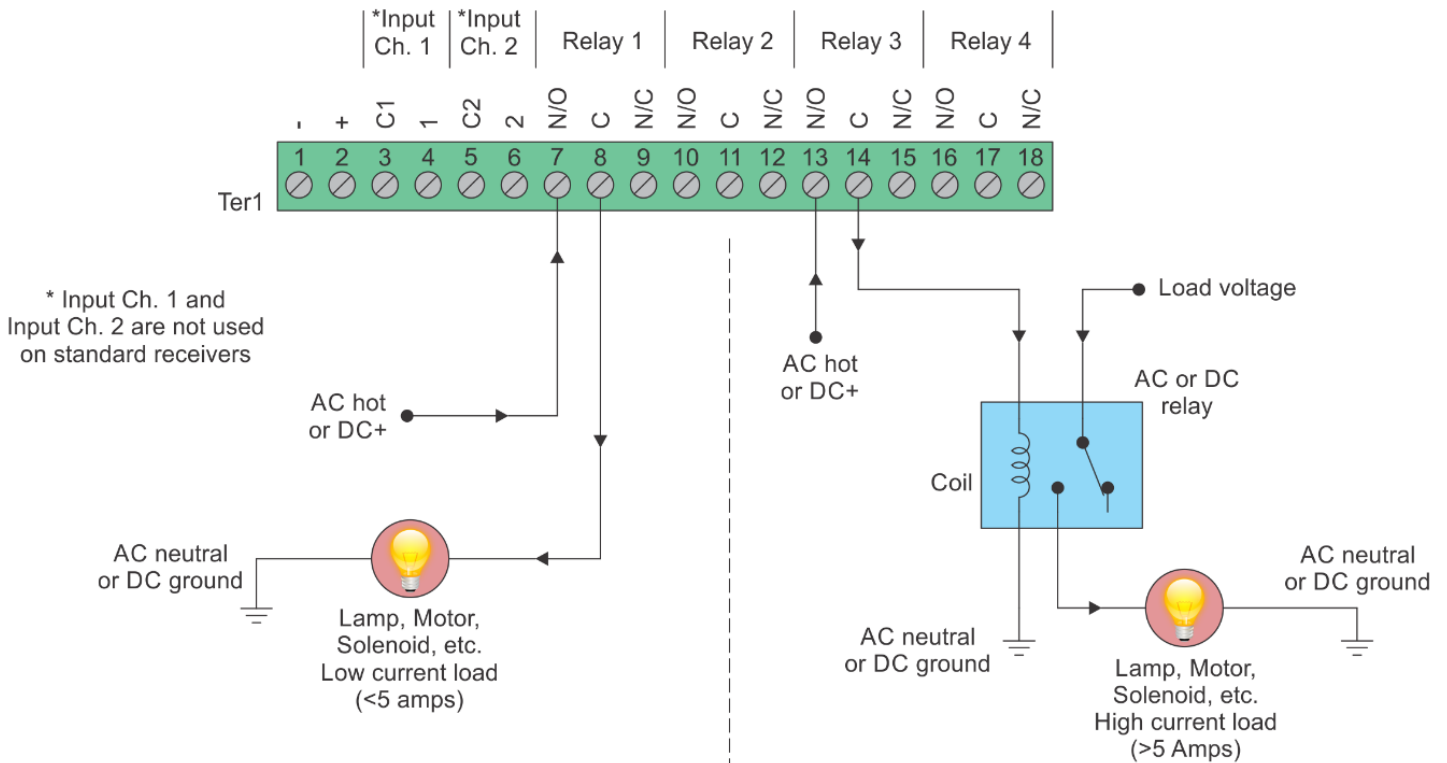 *Input
Ch. 1
*Input
Ch. 2
Relay 1
Relay 2
Relay 3
Relay 4
- + C1 1 C2 2 N/O C N/C N/O C N/C N/O C N/C N/O C N/C
1 2 3 4 5 6 7 8 9 10 11 12 13 14 15 16 17 18
Ter1
* Input Ch. 1 and
Input Ch. 2 are not used
on standard receivers
AC hot
or DC+
AC neutral
or DC ground
Lamp, Motor,
Solenoid, etc.
Low current load
(<5 amps)
AC hot
or DC+
Load voltage
AC or DC
relay
Coil
AC neutral
or DC ground
AC neutral
or DC ground
Lamp, Motor,
Solenoid, etc.
High current load
(>5 Amps)